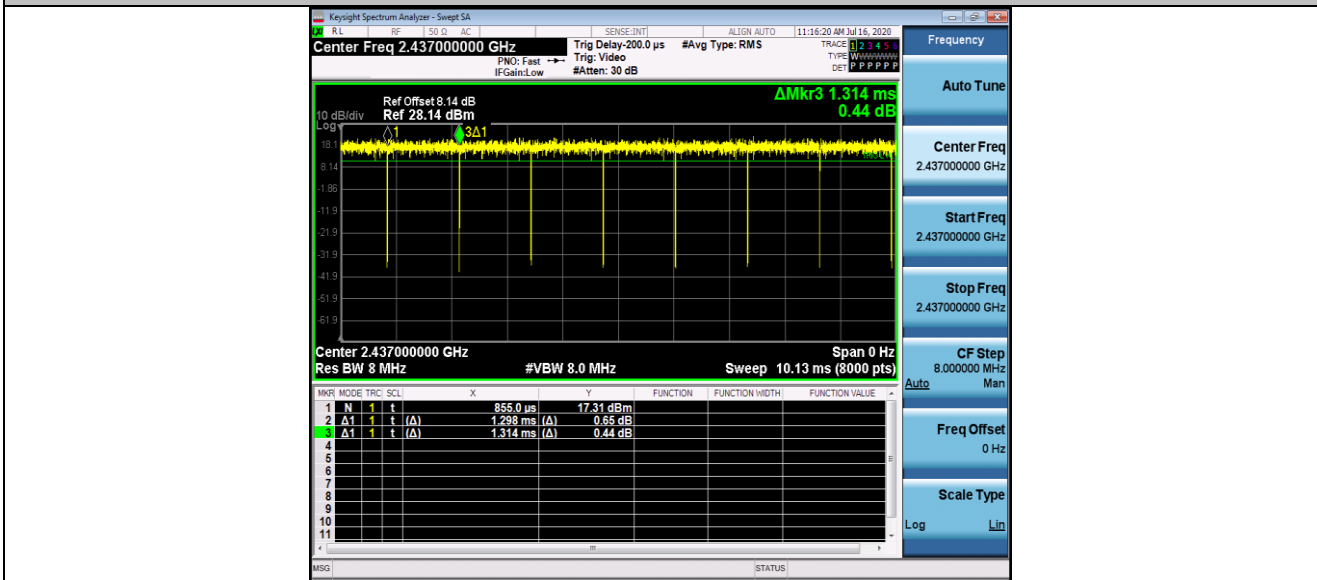 Keysight Spectrum Analyzer - Swept SA
RL RF 50 Ω AC SENSE:INT ALIGN AUTO 11:16:20 AM Jul 16, 2020
Center Freq 2.437000000 GHz
PNO: Fast
IFGain:Low
Trig Delay-200.0 µs
Trig: Video
#Atten: 30 dB
#Avg Type: RMS
TRACE 1 2 3 4 5 6
TYPE WWWWWW
DET P P P P P P
ΔMkr3 1.314 ms
0.44 dB
Ref Offset 8.14 dB
10 dB/div Ref 28.14 dBm
Log
1 3Δ1
18.1
8.14
-1.86
-11.9
-21.9
-31.9
-41.9
-51.9
-61.9
Center 2.437000000 GHz Span 0 Hz
Res BW 8 MHz #VBW 8.0 MHz Sweep 10.13 ms (8000 pts)
MKR MODE TRC SCL X Y FUNCTION FUNCTION WIDTH FUNCTION VALUE
1 N 1 t 855.0 µs 17.31 dBm
2 Δ1 1 t (Δ) 1.298 ms (Δ) 0.65 dB
3 Δ1 1 t (Δ) 1.314 ms (Δ) 0.44 dB
4
5
6
7
8
9
10
11
MSG STATUS
Frequency
Auto Tune
Center Freq
2.437000000 GHz
Start Freq
2.437000000 GHz
Stop Freq
2.437000000 GHz
CF Step
8.000000 MHz
Auto Man
Freq Offset
0 Hz
Scale Type
Log Lin